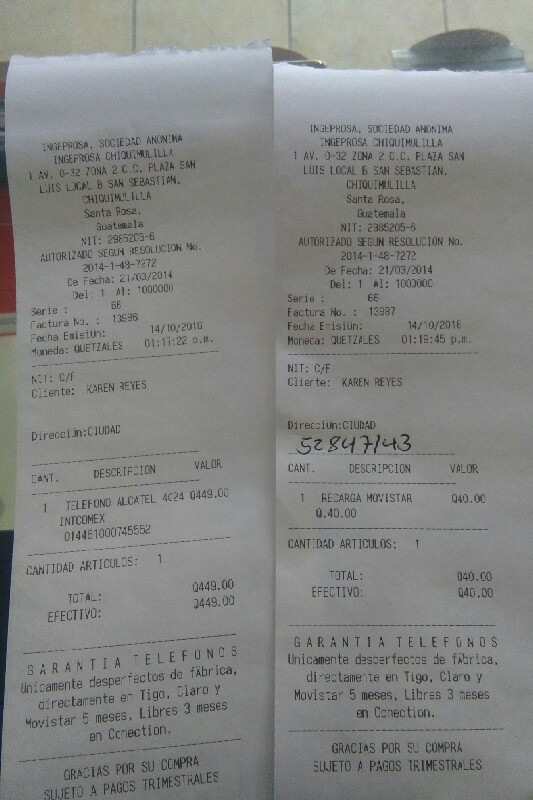 INGEPROSA, SOCIEDAD ANONIMA
INGEPROSA CHIQUIMULILLA
1 AV. 0-32 ZONA 2 C.C. PLAZA SAN
LUIS LOCAL B SAN SEBASTIAN.
CHIQUIMULILLA
Santa Rosa,
Guatemala
NIT: 2985205-6
AUTORIZADO SEGUN RESOLUCION No.
2014-1-48-7272
De Fecha: 21/03/2014
Del: 1 Al: 1000000
Serie : 66
Factura No. : 13986
Fecha Emisiún: 14/10/2016
Moneda: QUETZALES 01:17:22 p.m.
NIT: C/F
Cliente: KAREN REYES
Direcciún:CIUDAD
CANT. DESCRIPCION VALOR
1 TELEFONO ALCATEL 4024 Q449.00
INTCOMEX
014481000745552
CANTIDAD ARTICULOS: 1
TOTAL: Q449.00
EFECTIVO: Q449.00
GARANTIA TELEFONOS
Unicamente desperfectos de fÁbrica,
directamente en Tigo, Claro y
Movistar 5 meses. Libres 3 meses
en Conection.
GRACIAS POR SU COMPRA
SUJETO A PAGOS TRIMESTRALES
INGEPROSA, SOCIEDAD ANONIMA
INGEPROSA CHIQUIMULILLA
1 AV. 0-32 ZONA 2 C.C. PLAZA SAN
LUIS LOCAL B SAN SEBASTIAN.
CHIQUIMULILLA
Santa Rosa,
Guatemala
NIT: 2985205-6
AUTORIZADO SEGUN RESOLUCION No.
2014-1-48-7272
De Fecha: 21/03/2014
Del: 1 Al: 1000000
Serie : 66
Factura No. : 13987
Fecha Emisiún: 14/10/2016
Moneda: QUETZALES 01:19:45 p.m.
NIT: C/F
Cliente: KAREN REYES
Direcciún:CIUDAD
52847143
CANT. DESCRIPCION VALOR
1 RECARGA MOVISTAR Q40.00
Q.40.00
CANTIDAD ARTICULOS: 1
TOTAL: Q40.00
EFECTIVO: Q40.00
GARANTIA TELEFONOS
Unicamente desperfectos de fÁbrica,
directamente en Tigo, Claro y
Movistar 5 meses. Libres 3 meses
en Conection.
GRACIAS POR SU COMPRA
SUJETO A PAGOS TRIMESTRALES